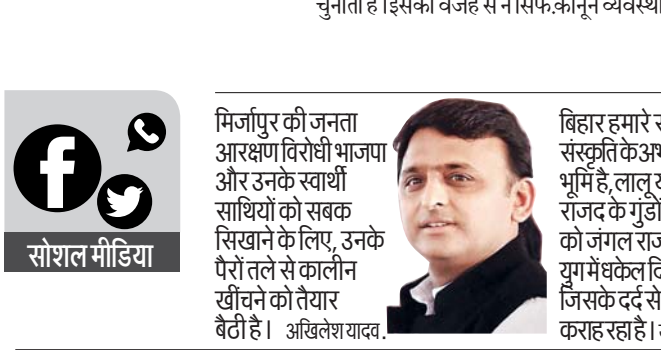 चुनौती है। इसकी वजह से न सिर्फ.कानून व्यवस्था
सोशल मीडिया
मिर्जापुर की जनता
आरक्षण विरोधी भाजपा
और उनके स्वार्थी
साथियों को सबक
सिखाने के लिए, उनके
पैरों तले से कालीन
खींचने को तैयार
बैठी है। अखिलेश यादव.
बिहार हमारे
संस्कृति के
भूमि है, लालू
राजद के गुंडों
को जंगल
युग में धकेल
जिसके दर्द से
कराह रहा है।